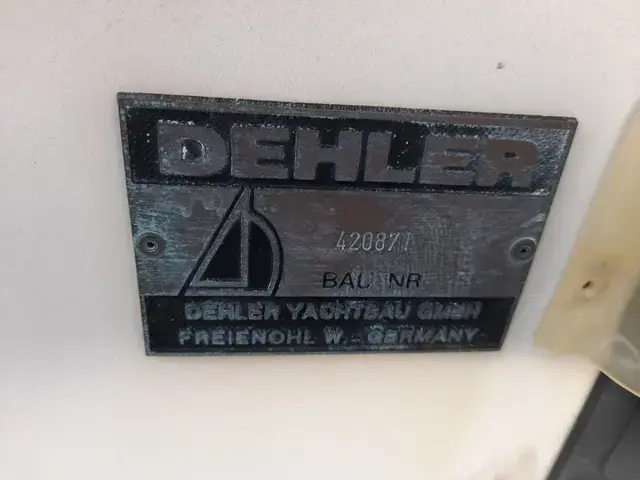 DEHLER
420871
BAU NR
DEHLER YACHTBAU GMBH
FREIENOHL W.-GERMANY